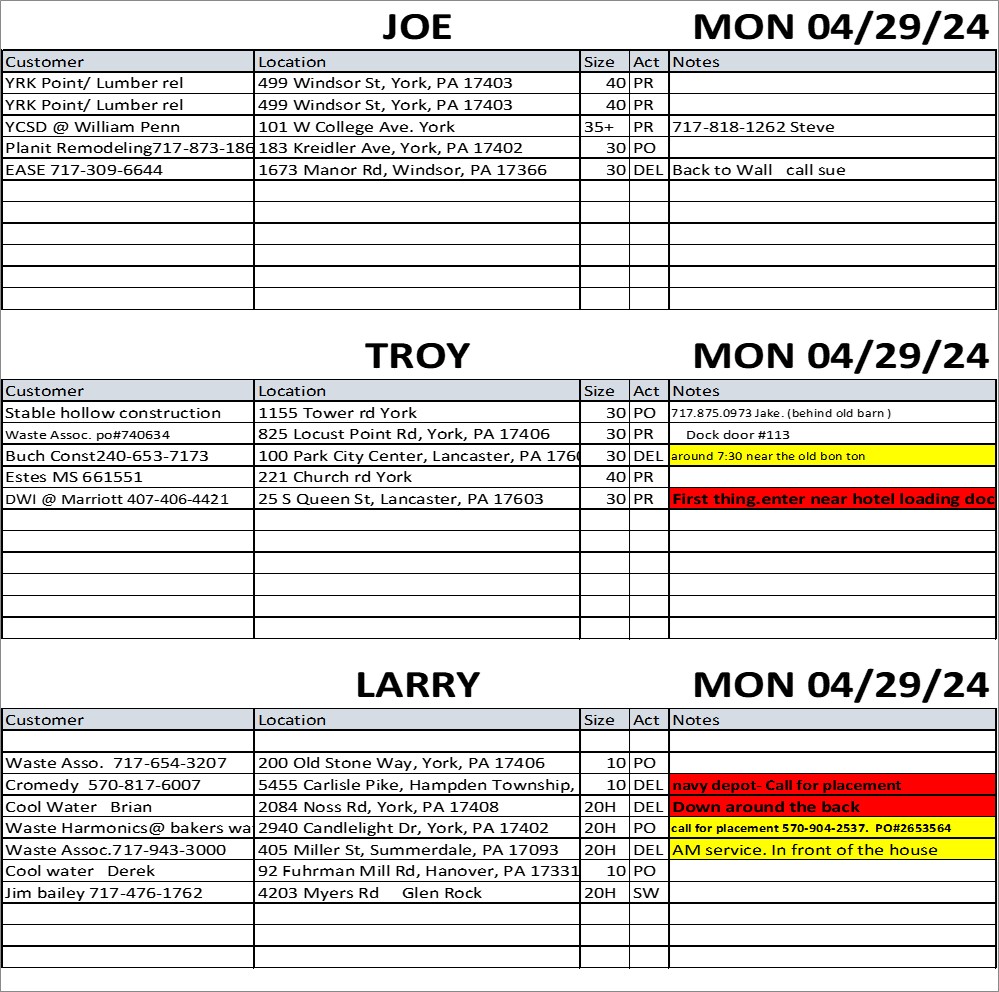 JOE MON 04/29/24
Customer Location Size Act Notes
YRK Point/ Lumber rel 499 Windsor St, York, PA 17403 40 PR
YRK Point/ Lumber rel 499 Windsor St, York, PA 17403 40 PR
YCSD @ William Penn 101 W College Ave. York 35+ PR 717-818-1262 Steve
Planit Remodeling717-873-186 183 Kreidler Ave, York, PA 17402 30 PO
EASE 717-309-6644 1673 Manor Rd, Windsor, PA 17366 30 DEL Back to Wall call sue
TROY MON 04/29/24
Customer Location Size Act Notes
Stable hollow construction 1155 Tower rd York 30 PO 717.875.0973 Jake. (behind old barn )
Waste Assoc. po#740634 825 Locust Point Rd, York, PA 17406 30 PR Dock door #113
Buch Const240-653-7173 100 Park City Center, Lancaster, PA 1760 30 DEL around 7:30 near the old bon ton
Estes MS 661551 221 Church rd York 40 PR
DWI @ Marriott 407-406-4421 25 S Queen St, Lancaster, PA 17603 30 PR First thing.enter near hotel loading doc
LARRY MON 04/29/24
Customer Location Size Act Notes
Waste Asso. 717-654-3207 200 Old Stone Way, York, PA 17406 10 PO
Cromedy 570-817-6007 5455 Carlisle Pike, Hampden Township, 10 DEL navy depot- Call for placement
Cool Water Brian 2084 Noss Rd, York, PA 17408 20H DEL Down around the back
Waste Harmonics@ bakers wa 2940 Candlelight Dr, York, PA 17402 20H PO call for placement 570-904-2537. PO#2653564
Waste Assoc.717-943-3000 405 Miller St, Summerdale, PA 17093 20H DEL AM service. In front of the house
Cool water Derek 92 Fuhrman Mill Rd, Hanover, PA 17331 10 PO
Jim bailey 717-476-1762 4203 Myers Rd Glen Rock 20H SW